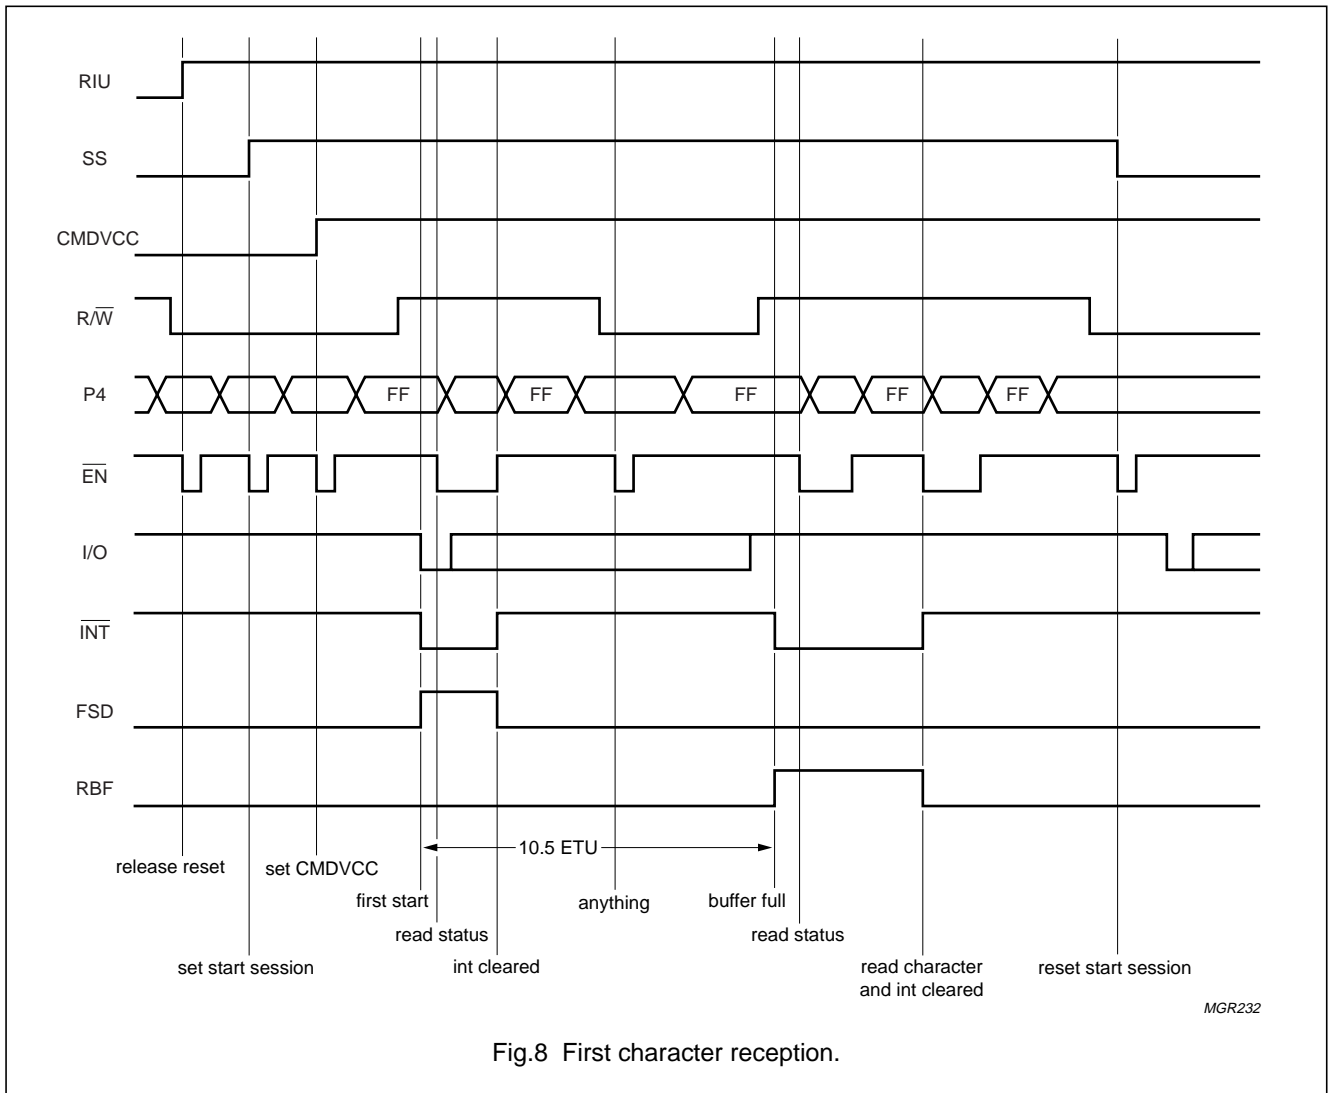 RIU
SS
CMDVCC
R/W̅
P4
FF
FF
FF
FF
FF
E̅N̅
I/O
I̅N̅T̅
FSD
RBF
10.5 ETU
release reset
set CMDVCC
first start
anything
buffer full
read status
read status
set start session
int cleared
read character
and int cleared
reset start session
MGR232
Fig.8 First character reception.